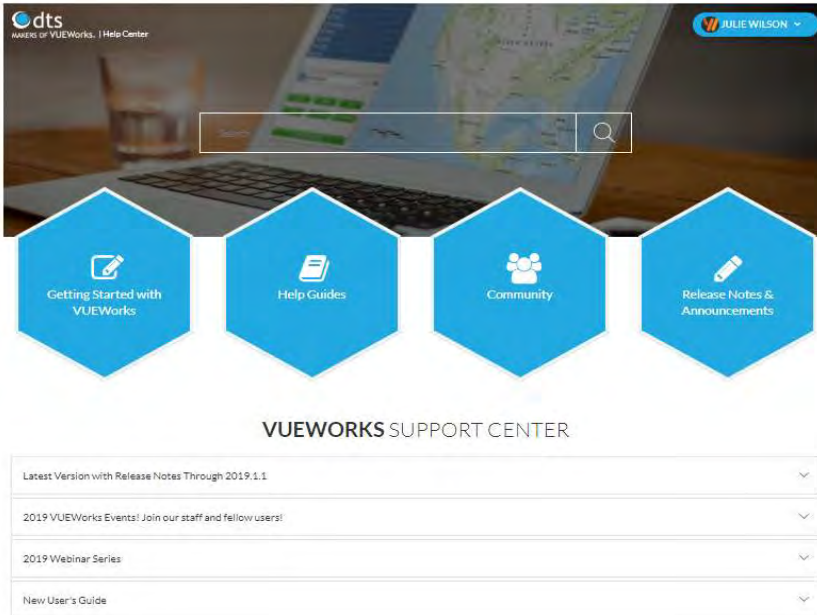 dts
MAKERS OF VUEWorks. | Help Center
JULIE WILSON
Search
Getting Started with
VUEWorks
Help Guides
Community
Release Notes &
Announcements
VUEWORKS SUPPORT CENTER
Latest Version with Release Notes Through 2019.1.1
2019 VUEWorks Events! Join our staff and fellow users!
2019 Webinar Series
New User's Guide